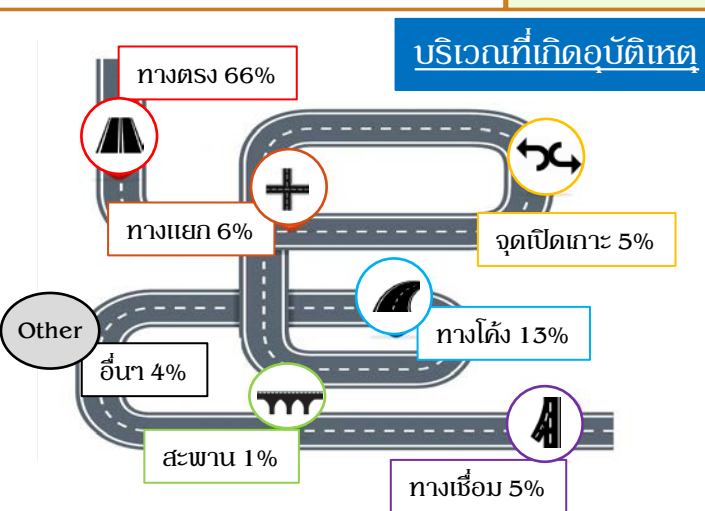 บริเวณที่เกิดอุบัติเหตุ
ทางตรง 66%
ทางแยก 6%
จุดเปิดเกาะ 5%
Other
ทางโค้ง 13%
อื่นๆ 4%
สะพาน 1%
ทางเชื่อม 5%